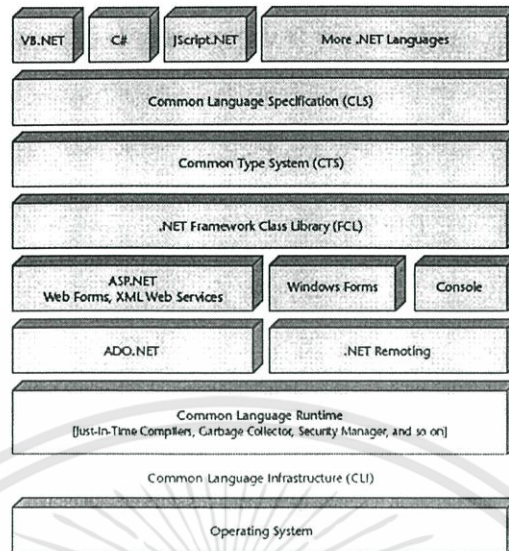 VB.NET
C#
JScript.NET
More .NET Languages
Common Language Specification (CLS)
Common Type System (CTS)
.NET Framework Class Library (FCL)
ASP.NET
Web Forms, XML Web Services
Windows Forms
Console
ADO.NET
.NET Remoting
Common Language Runtime
[Just-In-Time Compilers, Garbage Collector, Security Manager, and so on]
Common Language Infrastructure (CLI)
Operating System